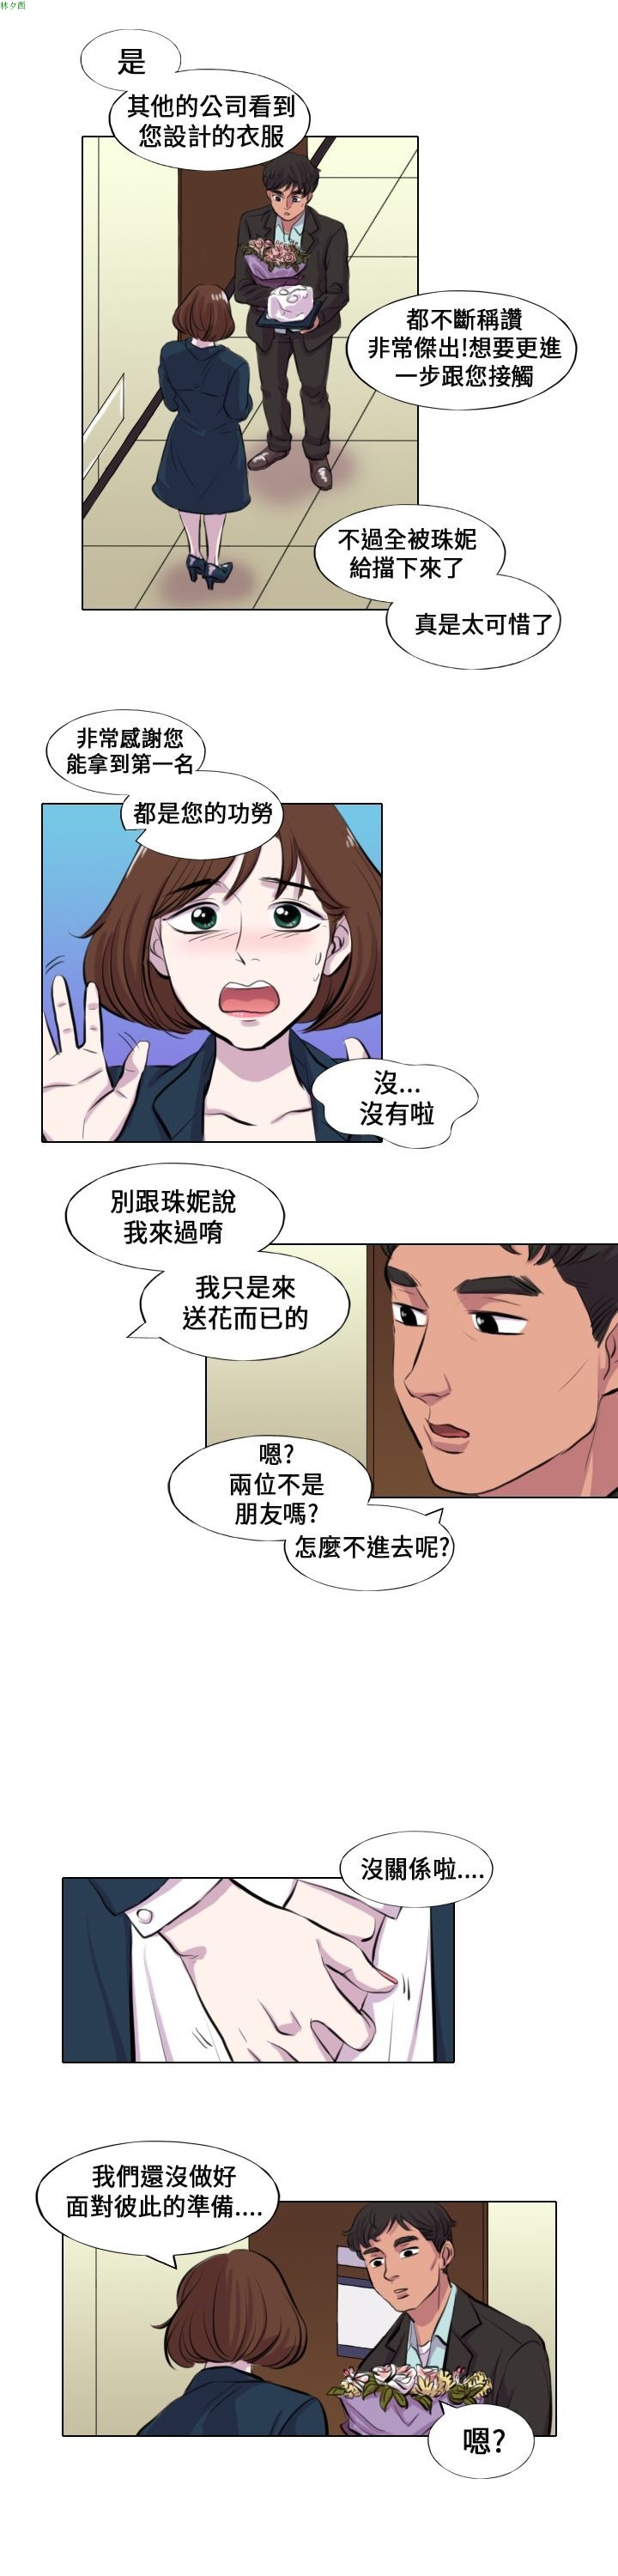 林夕西
是
其他的公司看到
您設計的衣服
都不斷稱讚
非常傑出!想要更進
一步跟您接觸
不過全被珠妮
給擋下來了
真是太可惜了
非常感謝您
能拿到第一名
都是您的功勞
沒...
沒有啦
別跟珠妮說
我來過唷
我只是來
送花而已的
嗯?
兩位不是
朋友嗎?
怎麼不進去呢?
沒關係啦....
我們還沒做好
面對彼此的準備....
嗯?